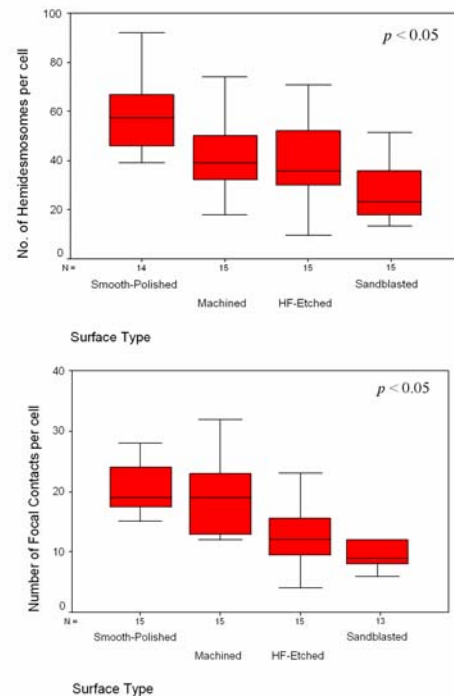 100
p < 0.05
80
60
40
20
0
No. of Hemidesmosomes per cell
N = 14 15 15 15
Smooth-Polished Sandblasted
Machined HF-Etched
Surface Type
40
p < 0.05
30
20
10
0
Number of Focal Contacts per cell
N = 15 15 15 13
Smooth-Polished Sandblasted
Machined HF-Etched
Surface Type